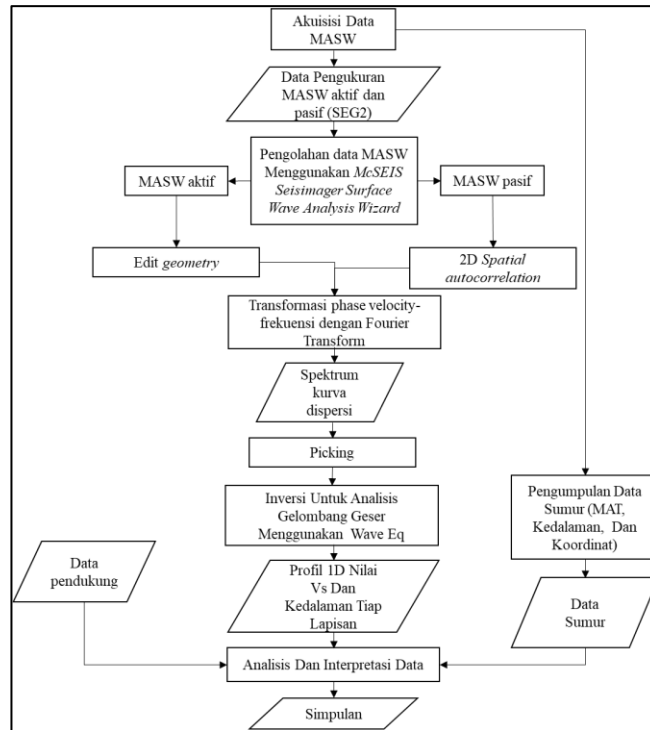 Akuisisi Data
MASW
Data Pengukuran
MASW aktif dan
pasif (SEG2)
Pengolahan data MASW
Menggunakan McSEIS
Seisimager Surface
Wave Analysis Wizard
MASW aktif
MASW pasif
Edit geometry
2D Spatial
autocorrelation
Transformasi phase velocity-
frekuensi dengan Fourier
Transform
Spektrum
kurva
dispersi
Picking
Inversi Untuk Analisis
Gelombang Geser
Menggunakan Wave Eq
Pengumpulan Data
Sumur (MAT,
Kedalaman, Dan
Koordinat)
Data
pendukung
Profil 1D Nilai
Vs Dan
Kedalaman Tiap
Lapisan
Data
Sumur
Analisis Dan Interpretasi Data
Simpulan